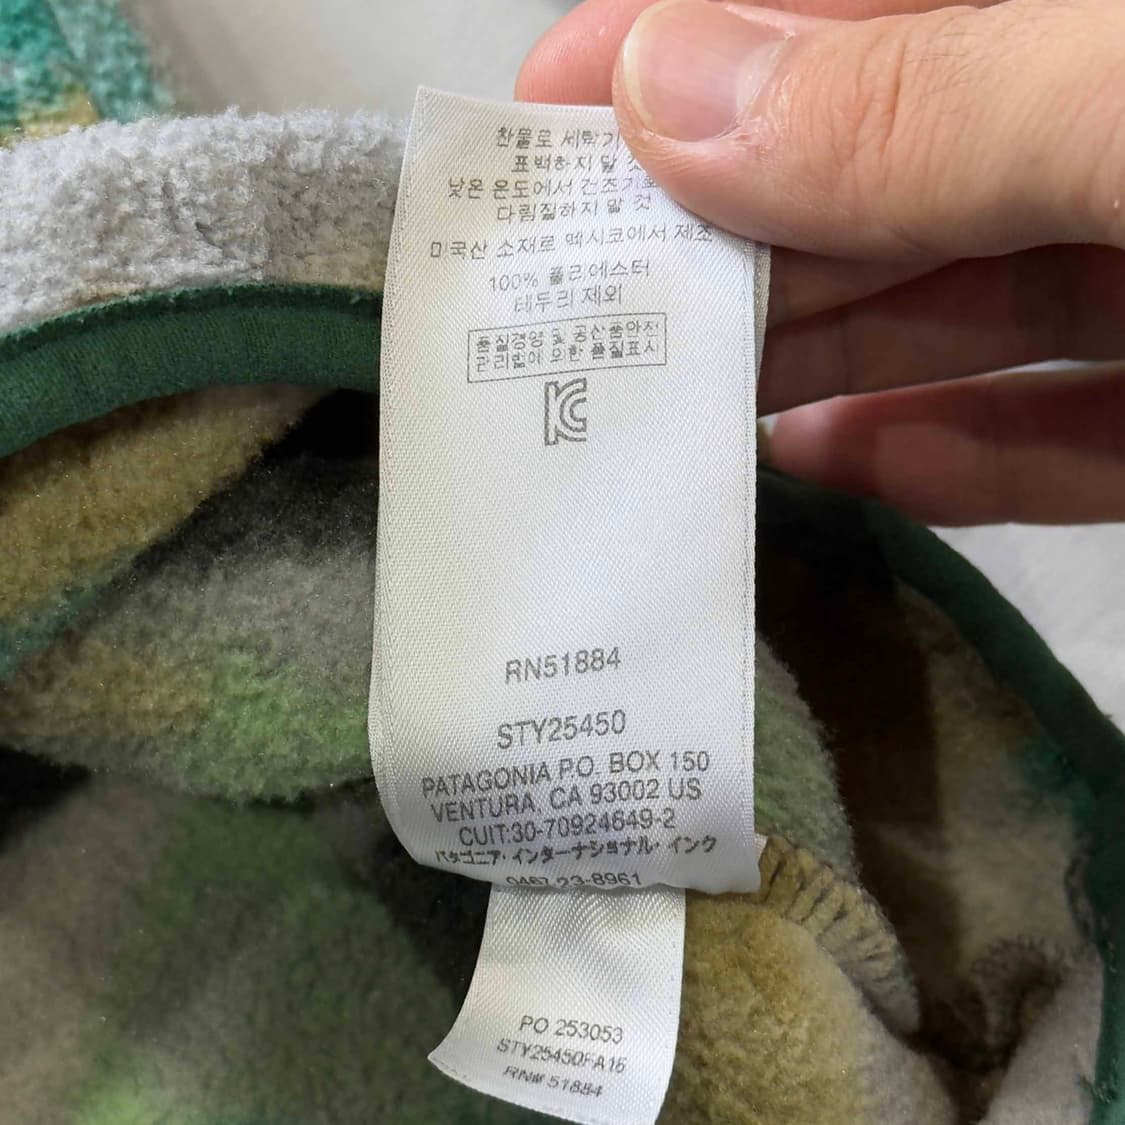 찬물로 세탁기
표백하지 말 것
낮은 온도에서 건조기
다림질하지 말 것
미국산 소재로 멕시코에서 제조
100% 폴리에스터
테두리 제외
품질경영 및 공산품안전
관리법에 의한 품질표시
KC
RN51884
STY25450
PATAGONIA P.O. BOX 150
VENTURA, CA 93002 US
CUIT:30-70924649-2
パタゴニア・インターナショナル・インク
0467-23-8961
PO 253053
STY25450FA16
RN# 51884